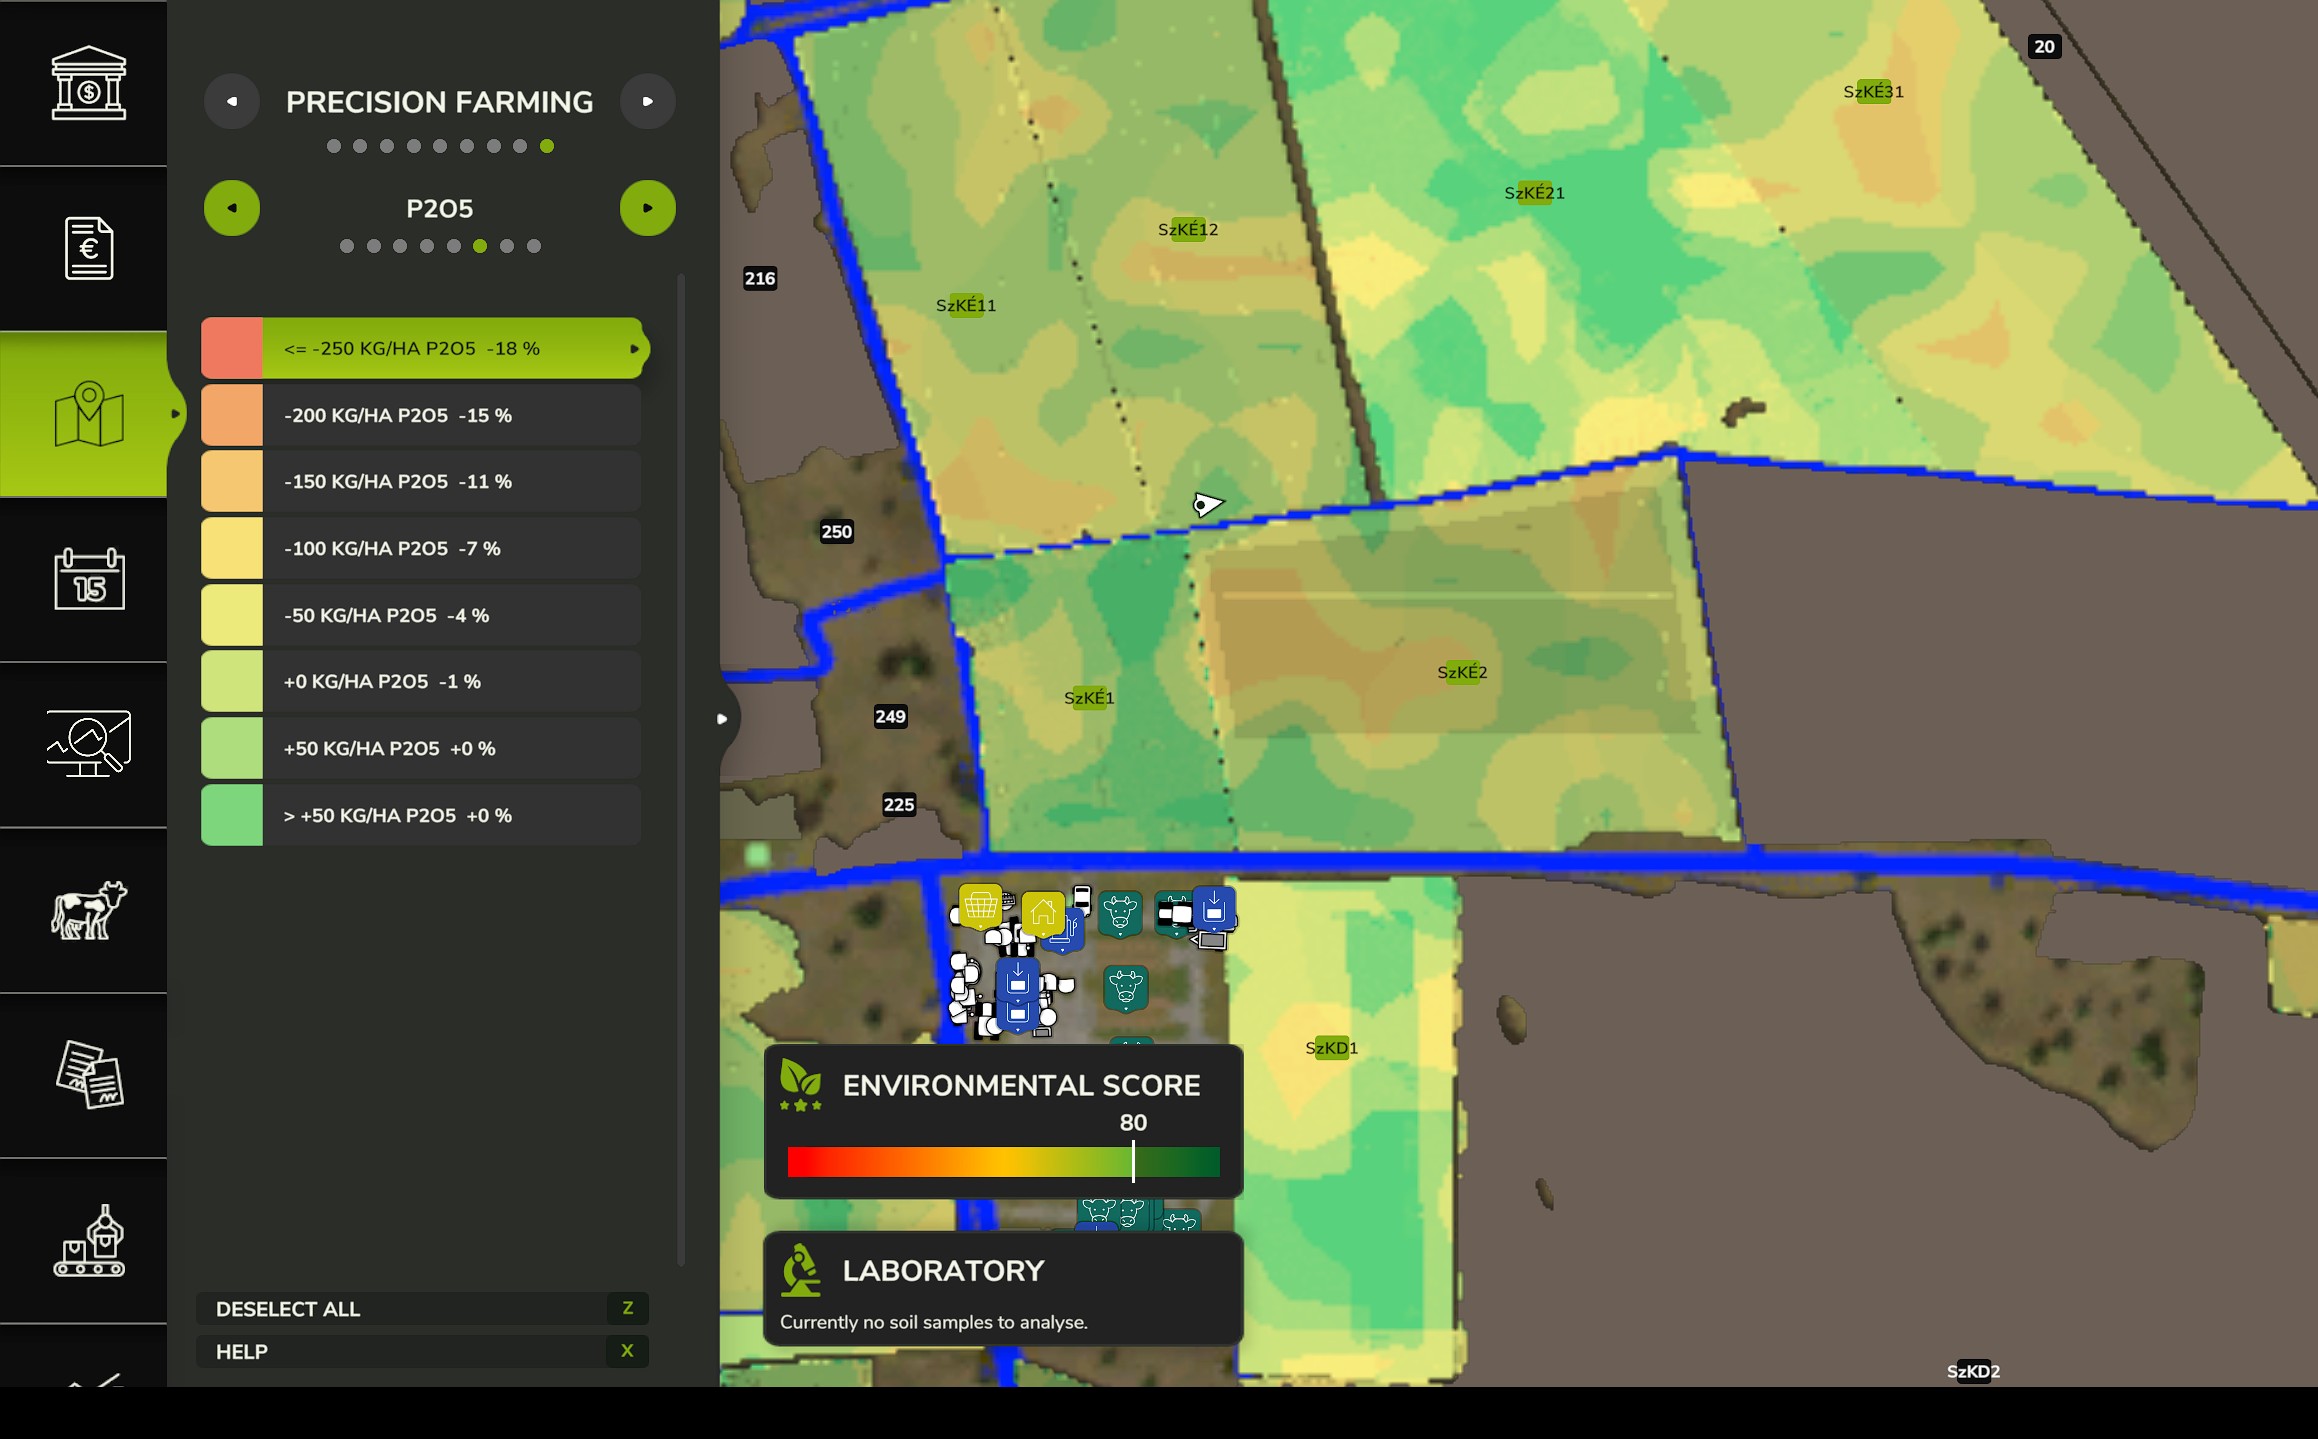 PRECISION FARMING
P2O5
<= -250 KG/HA P2O5 -18 %
-200 KG/HA P2O5 -15 %
-150 KG/HA P2O5 -11 %
-100 KG/HA P2O5 -7 %
-50 KG/HA P2O5 -4 %
+0 KG/HA P2O5 -1 %
+50 KG/HA P2O5 +0 %
> +50 KG/HA P2O5 +0 %
DESELECT ALL Z
HELP X
$
€
15
20
SzKÉ31
SzKÉ21
SzKÉ12
216
SzKÉ11
250
SzKÉ2
SzKÉ1
249
225
SzKD1
ENVIRONMENTAL SCORE
80
LABORATORY
Currently no soil samples to analyse.
SzKD2